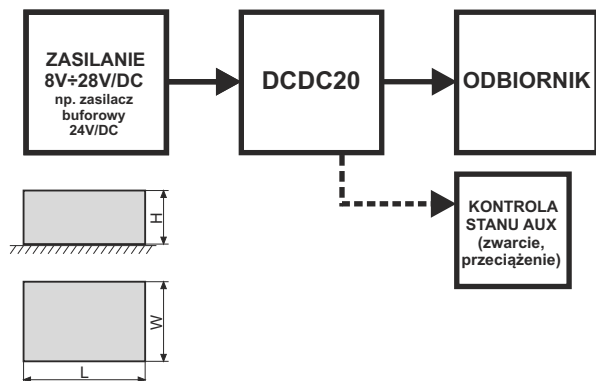 ZASILANIE
8V÷28V/DC
np. zasilacz
buforowy
24V/DC
DCDC20
ODBIORNIK
KONTROLA
STANU AUX
(zwarcie,
przeciążenie)
H
W
L